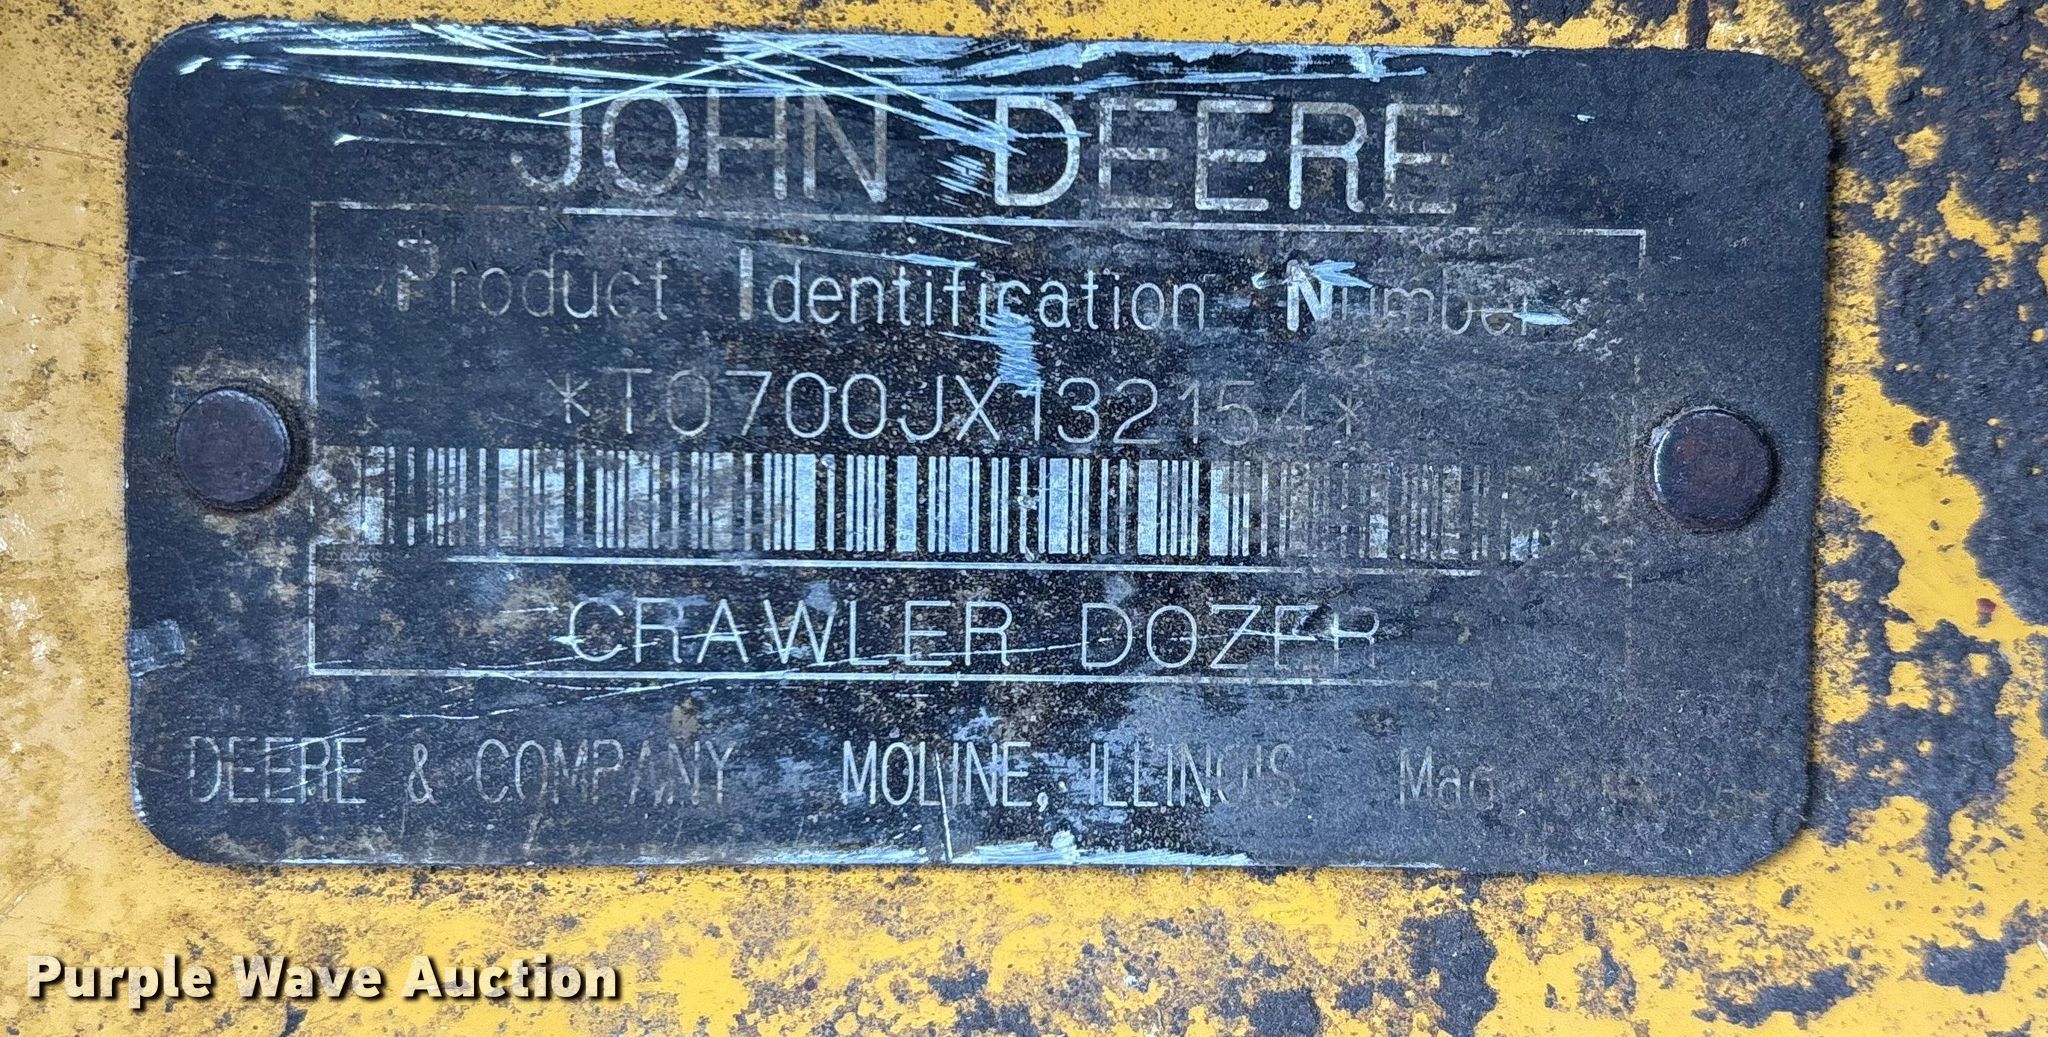 JOHN DEERE
Product Identification Number
*T0700JX132154*
CRAWLER DOZER
DEERE & COMPANY MOLINE, ILLINOIS
Purple Wave Auction